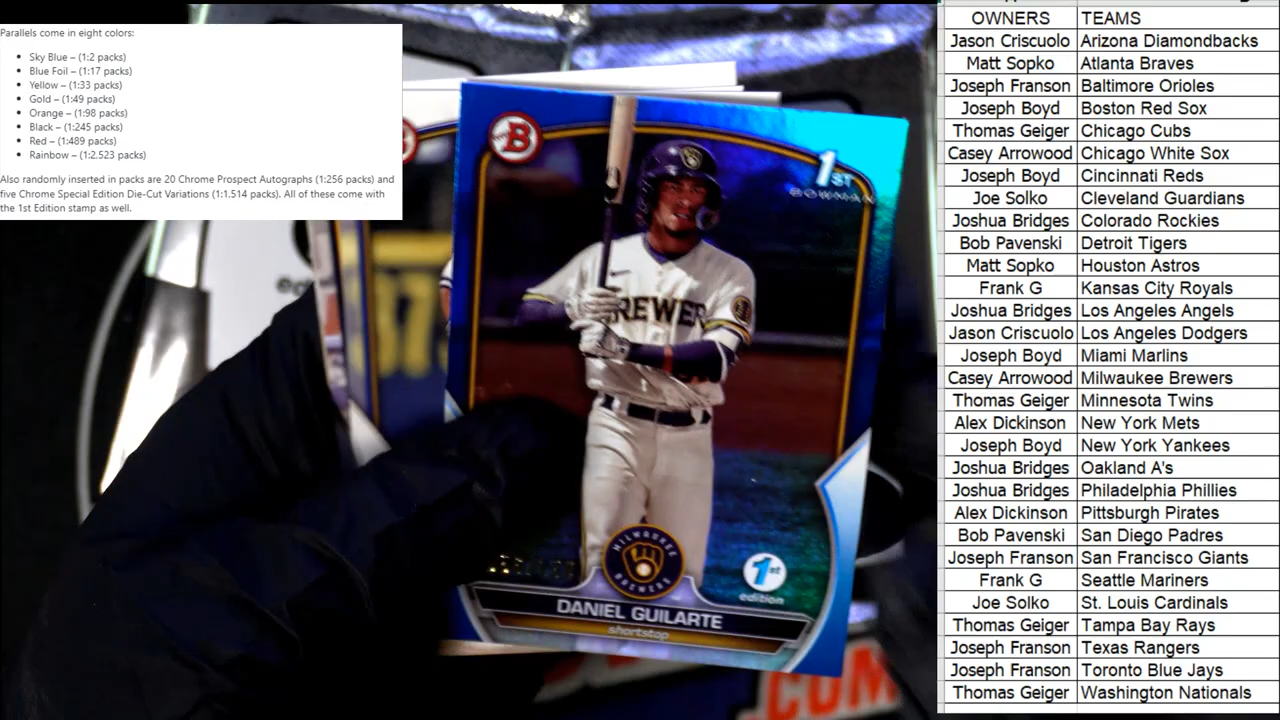 Parallels come in eight colors:
Sky Blue – (1:2 packs)
Blue Foil – (1:17 packs)
Yellow – (1:33 packs)
Gold – (1:49 packs)
Orange – (1:98 packs)
Black – (1:245 packs)
Red – (1:489 packs)
Rainbow – (1:2.523 packs)
Also randomly inserted in packs are 20 Chrome Prospect Autographs (1:256 packs) and
five Chrome Special Edition Die-Cut Variations (1:1.514 packs). All of these come with
the 1st Edition stamp as well.
B
1ST
BOWMAN
BREWER
MILWAUKEE
BREWERS
1st
edition
DANIEL GUILARTE
shortstop
COM
OWNERS TEAMS
Jason Criscuolo Arizona Diamondbacks
Matt Sopko Atlanta Braves
Joseph Franson Baltimore Orioles
Joseph Boyd Boston Red Sox
Thomas Geiger Chicago Cubs
Casey Arrowood Chicago White Sox
Joseph Boyd Cincinnati Reds
Joe Solko Cleveland Guardians
Joshua Bridges Colorado Rockies
Bob Pavenski Detroit Tigers
Matt Sopko Houston Astros
Frank G Kansas City Royals
Joshua Bridges Los Angeles Angels
Jason Criscuolo Los Angeles Dodgers
Joseph Boyd Miami Marlins
Casey Arrowood Milwaukee Brewers
Thomas Geiger Minnesota Twins
Alex Dickinson New York Mets
Joseph Boyd New York Yankees
Joshua Bridges Oakland A's
Joshua Bridges Philadelphia Phillies
Alex Dickinson Pittsburgh Pirates
Bob Pavenski San Diego Padres
Joseph Franson San Francisco Giants
Frank G Seattle Mariners
Joe Solko St. Louis Cardinals
Thomas Geiger Tampa Bay Rays
Joseph Franson Texas Rangers
Joseph Franson Toronto Blue Jays
Thomas Geiger Washington Nationals